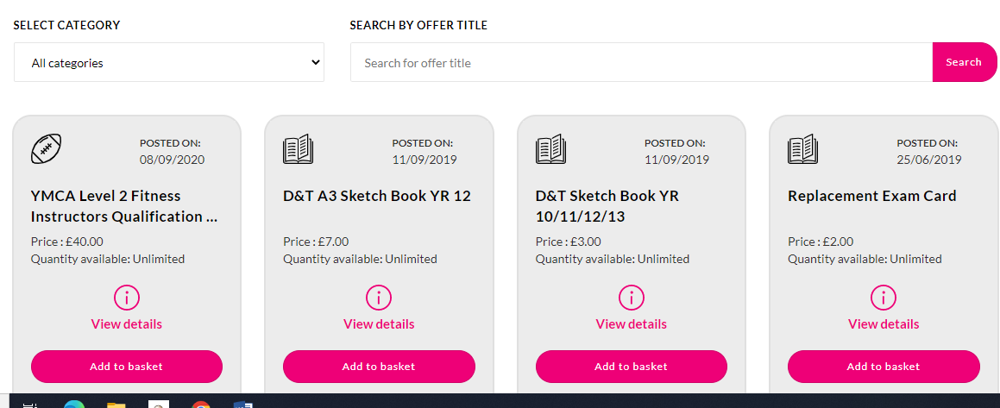 SELECT CATEGORY
SEARCH BY OFFER TITLE
All categories
Search for offer title
Search
POSTED ON:
08/09/2020
YMCA Level 2 Fitness
Instructors Qualification ...
Price : £40.00
Quantity available: Unlimited
View details
Add to basket
POSTED ON:
11/09/2019
D&T A3 Sketch Book YR 12
Price : £7.00
Quantity available: Unlimited
View details
Add to basket
POSTED ON:
11/09/2019
D&T Sketch Book YR
10/11/12/13
Price : £3.00
Quantity available: Unlimited
View details
Add to basket
POSTED ON:
25/06/2019
Replacement Exam Card
Price : £2.00
Quantity available: Unlimited
View details
Add to basket